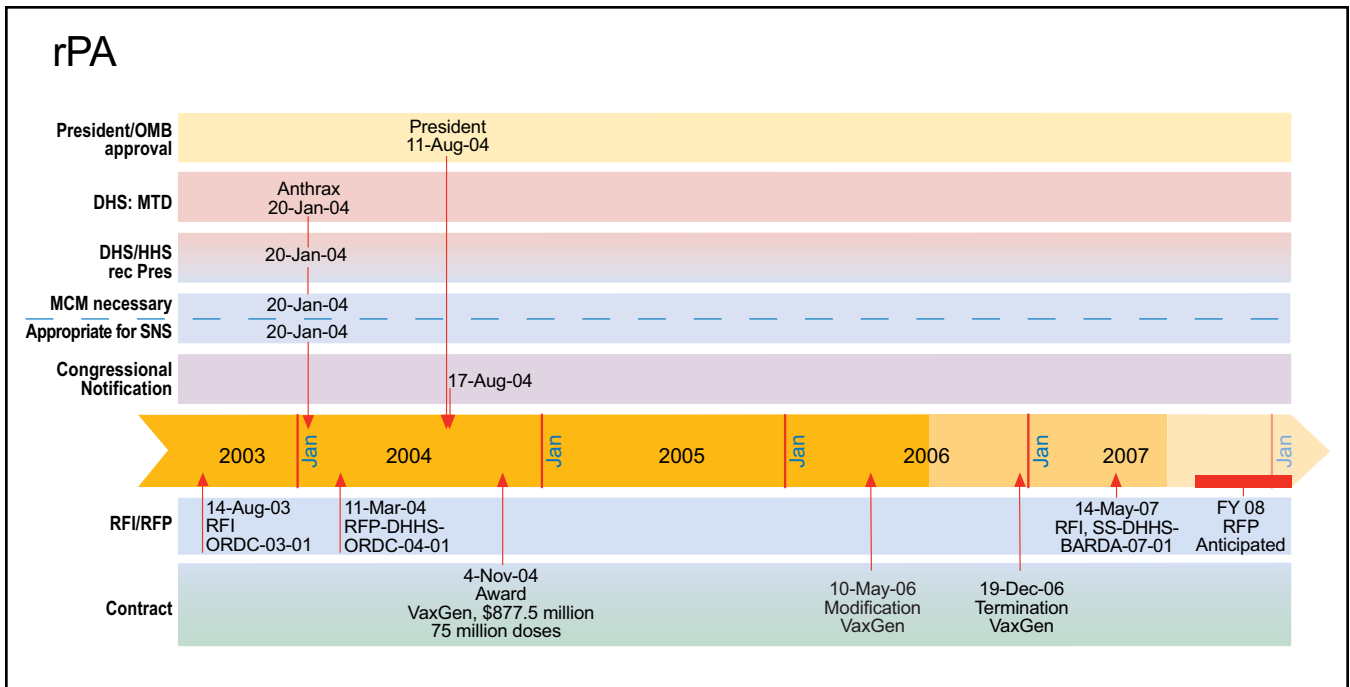 rPA
President/OMB
approval
President
11-Aug-04
DHS: MTD
Anthrax
20-Jan-04
DHS/HHS
rec Pres
20-Jan-04
MCM necessary
20-Jan-04
Appropriate for SNS
20-Jan-04
Congressional
Notification
17-Aug-04
2003
Jan
2004
Jan
2005
Jan
2006
Jan
2007
Jan
RFI/RFP
14-Aug-03
RFI
ORDC-03-01
11-Mar-04
RFP-DHHS-
ORDC-04-01
14-May-07
RFI, SS-DHHS-
BARDA-07-01
FY 08
RFP
Anticipated
Contract
4-Nov-04
Award
VaxGen, $877.5 million
75 million doses
10-May-06
Modification
VaxGen
19-Dec-06
Termination
VaxGen